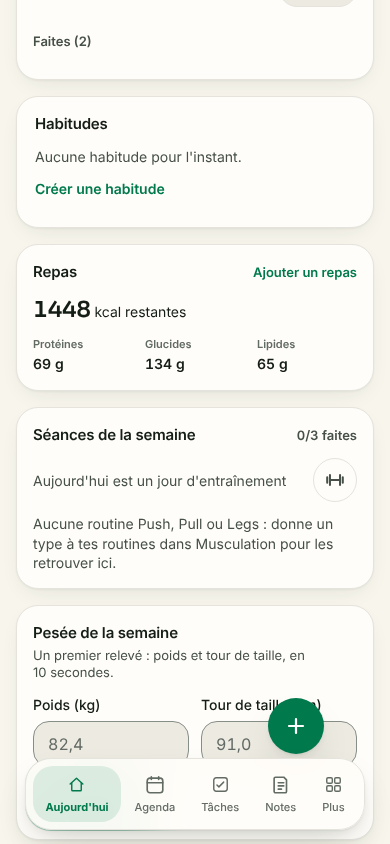 Faites (2)
Habitudes
Aucune habitude pour l'instant.
Créer une habitude
Repas
Ajouter un repas
1448 kcal restantes
Protéines
Glucides
Lipides
69 g
134 g
65 g
Séances de la semaine
0/3 faites
Aujourd'hui est un jour d'entraînement
Aucune routine Push, Pull ou Legs : donne un
type à tes routines dans Musculation pour les
retrouver ici.
Pesée de la semaine
Un premier relevé : poids et tour de taille, en
10 secondes.
Poids (kg)
Tour de
82,4
91,0
Aujourd'hui
Agenda
Tâches
Notes
Plus